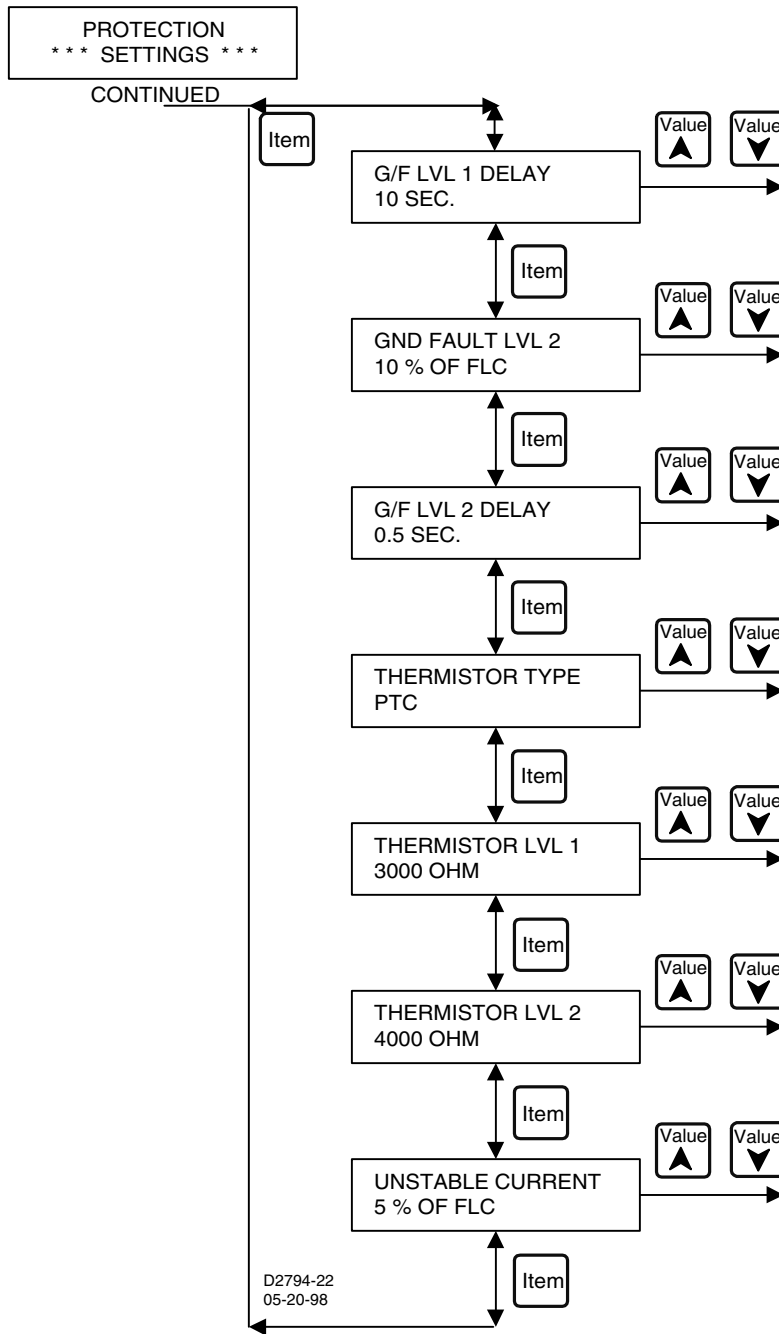 PROTECTION
* * * SETTINGS * * *
CONTINUED
Item
Value Value
G/F LVL 1 DELAY
10 SEC.
Item
Value Value
GND FAULT LVL 2
10 % OF FLC
Item
Value Value
G/F LVL 2 DELAY
0.5 SEC.
Item
Value Value
THERMISTOR TYPE
PTC
Item
Value Value
THERMISTOR LVL 1
3000 OHM
Item
Value Value
THERMISTOR LVL 2
4000 OHM
Item
Value Value
UNSTABLE CURRENT
5 % OF FLC
Item
D2794-22
05-20-98